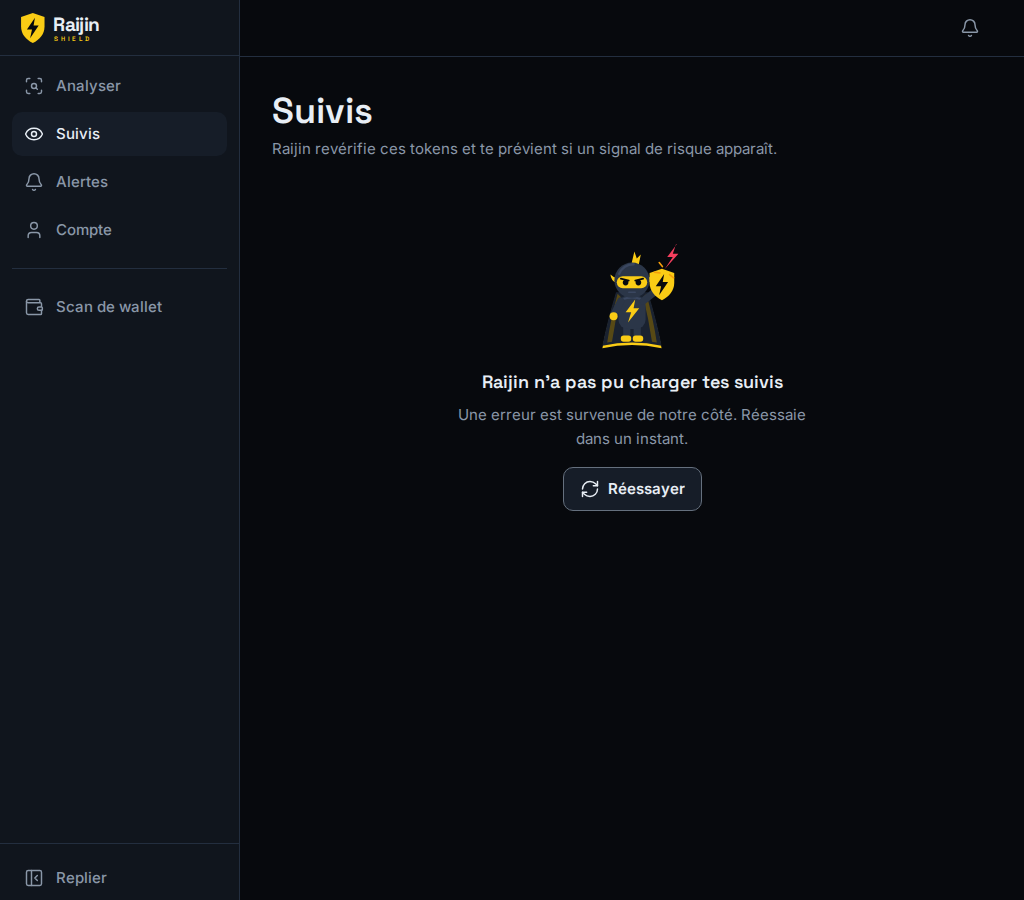 Raijin
SHIELD
Analyser
Suivis
Alertes
Compte
Scan de wallet
Replier
Suivis
Raijin revérifie ces tokens et te prévient si un signal de risque apparaît.
Raijin n’a pas pu charger tes suivis
Une erreur est survenue de notre côté. Réessaie
dans un instant.
Réessayer